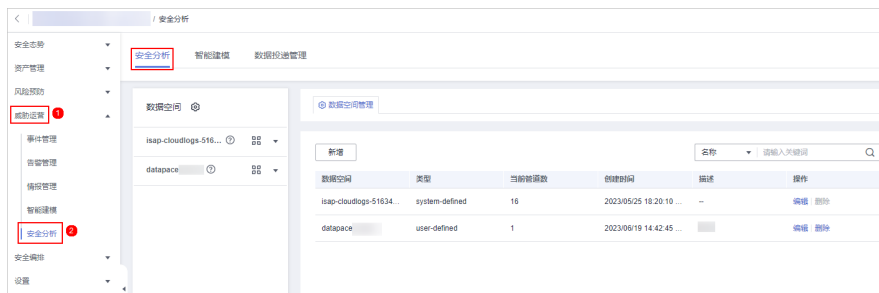 / 安全分析
安全态势
资产管理
风险预防
威胁运营 1
事件管理
告警管理
情报管理
智能建模
安全分析 2
安全编排
设置
安全分析 智能建模 数据投递管理
数据空间
isap-cloudlogs-516...
datapace
数据空间管理
新增
名称 请输入关键词
数据空间 类型 当前管道数 创建时间 描述 操作
isap-cloudlogs-51634... system-defined 16 2023/05/25 18:20:10 ... -- 编辑 删除
datapace user-defined 1 2023/06/19 14:42:45 ... 编辑 删除